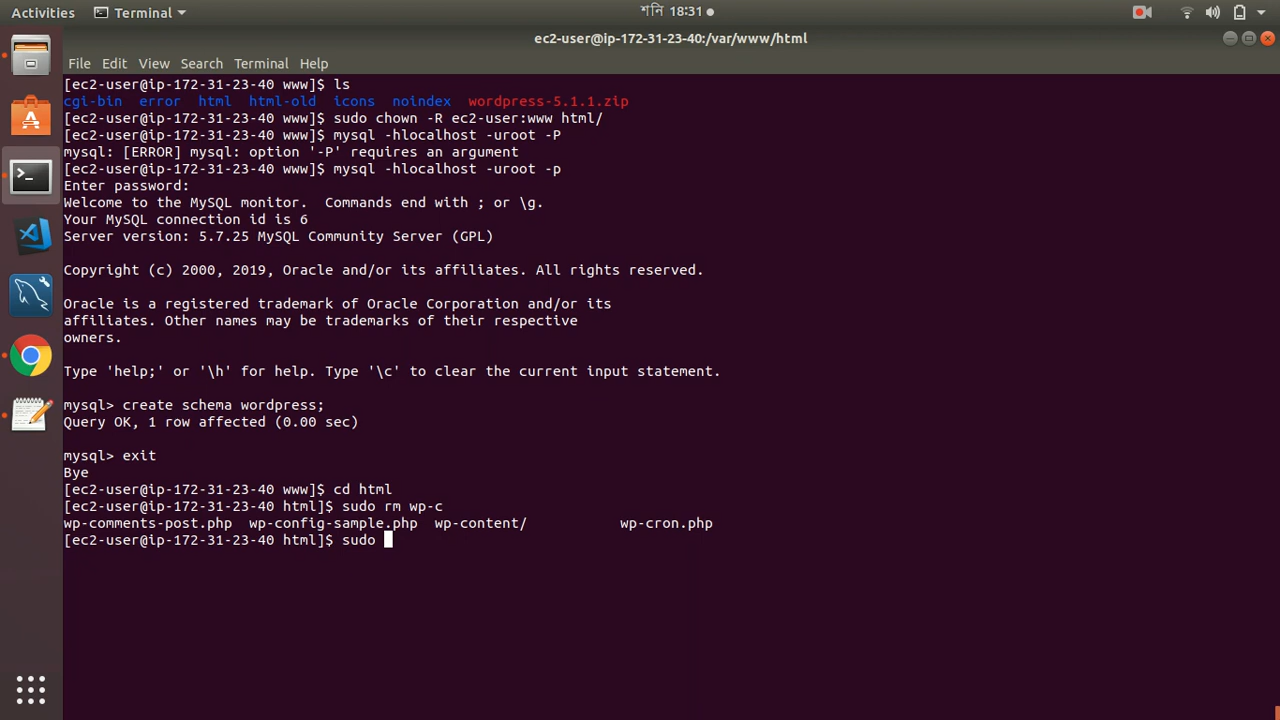 Activities Terminal শনি 18:31
ec2-user@ip-172-31-23-40:/var/www/html
File Edit View Search Terminal Help
[ec2-user@ip-172-31-23-40 www]$ ls
cgi-bin error html html-old icons noindex wordpress-5.1.1.zip
[ec2-user@ip-172-31-23-40 www]$ sudo chown -R ec2-user:www html/
[ec2-user@ip-172-31-23-40 www]$ mysql -hlocalhost -uroot -P
mysql: [ERROR] mysql: option '-P' requires an argument
[ec2-user@ip-172-31-23-40 www]$ mysql -hlocalhost -uroot -p
Enter password:
Welcome to the MySQL monitor.  Commands end with ; or \g.
Your MySQL connection id is 6
Server version: 5.7.25 MySQL Community Server (GPL)
Copyright (c) 2000, 2019, Oracle and/or its affiliates. All rights reserved.
Oracle is a registered trademark of Oracle Corporation and/or its
affiliates. Other names may be trademarks of their respective
owners.
Type 'help;' or '\h' for help. Type '\c' to clear the current input statement.
mysql> create schema wordpress;
Query OK, 1 row affected (0.00 sec)
mysql> exit
Bye
[ec2-user@ip-172-31-23-40 www]$ cd html
[ec2-user@ip-172-31-23-40 html]$ sudo rm wp-c
wp-comments-post.php wp-config-sample.php wp-content/ wp-cron.php
[ec2-user@ip-172-31-23-40 html]$ sudo